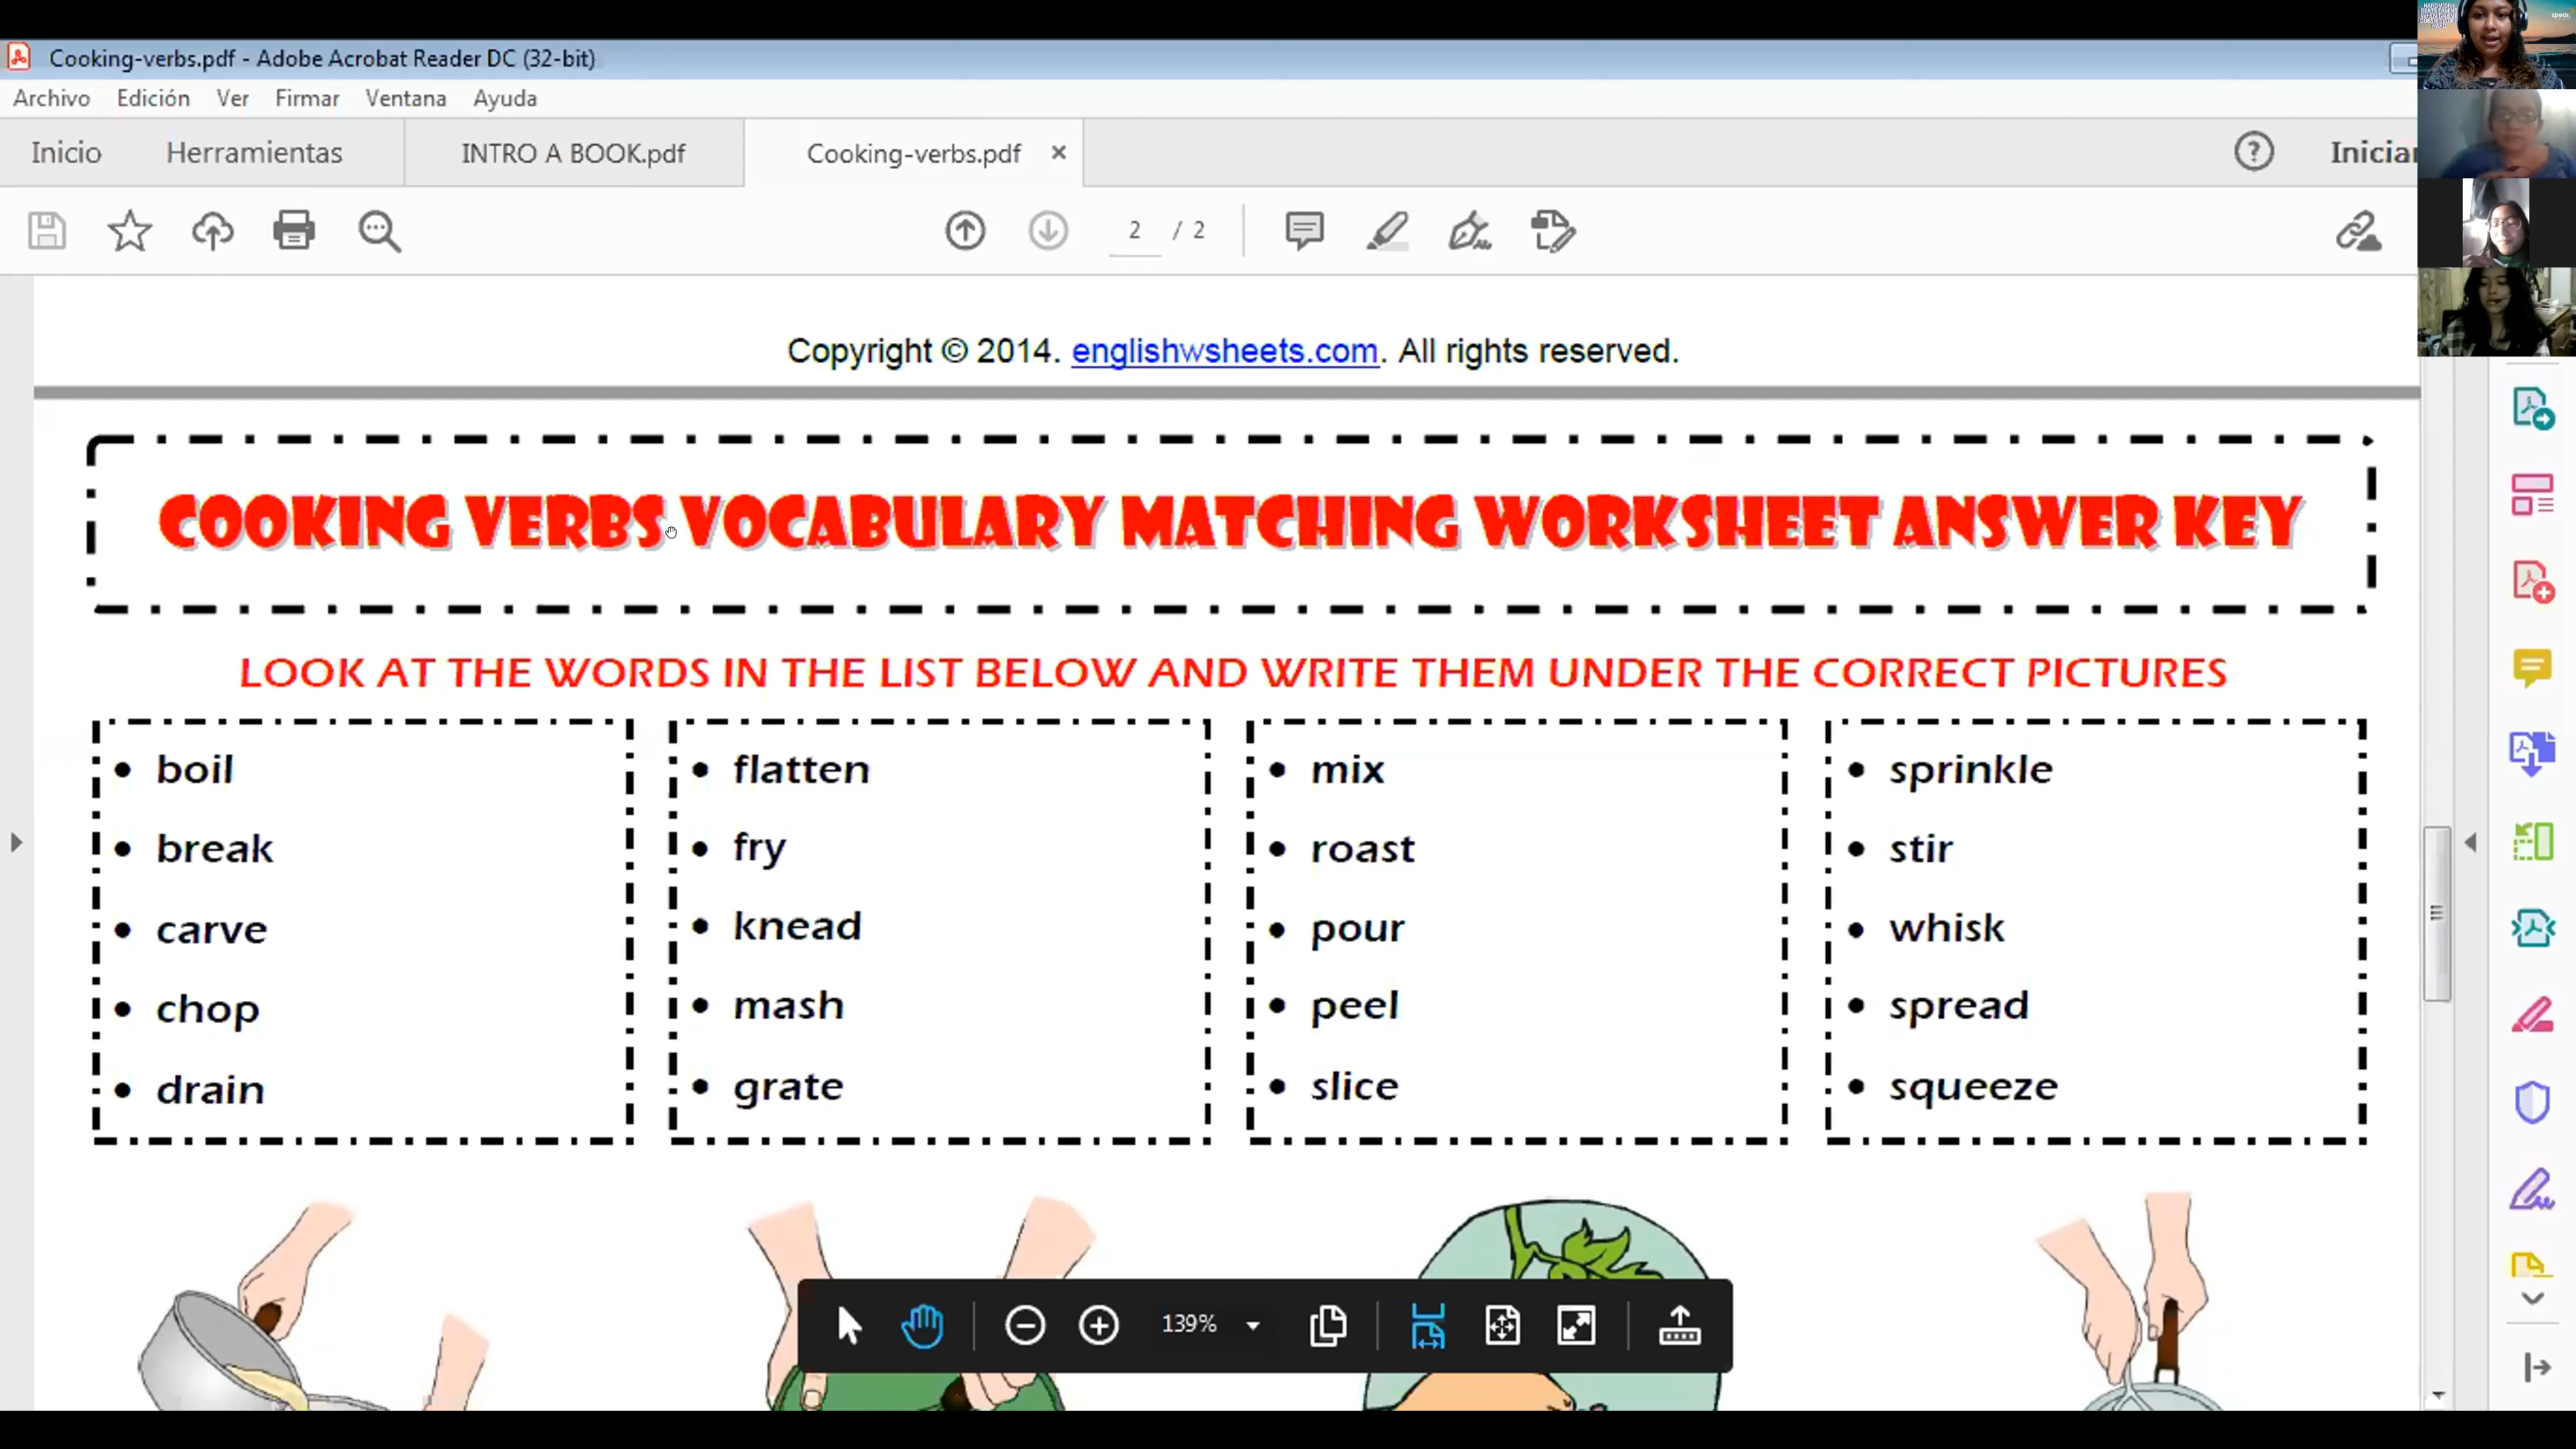 Cooking-verbs.pdf - Adobe Acrobat Reader DC (32-bit)
Archivo Edición Ver Firmar Ventana Ayuda
Inicio Herramientas INTRO A BOOK.pdf Cooking-verbs.pdf × ? Iniciar
2 / 2
Copyright © 2014. englishwsheets.com. All rights reserved.
COOKING VERBS VOCABULARY MATCHING WORKSHEET ANSWER KEY
LOOK AT THE WORDS IN THE LIST BELOW AND WRITE THEM UNDER THE CORRECT PICTURES
• boil
• break
• carve
• chop
• drain
• flatten
• fry
• knead
• mash
• grate
• mix
• roast
• pour
• peel
• slice
• sprinkle
• stir
• whisk
• spread
• squeeze
139%